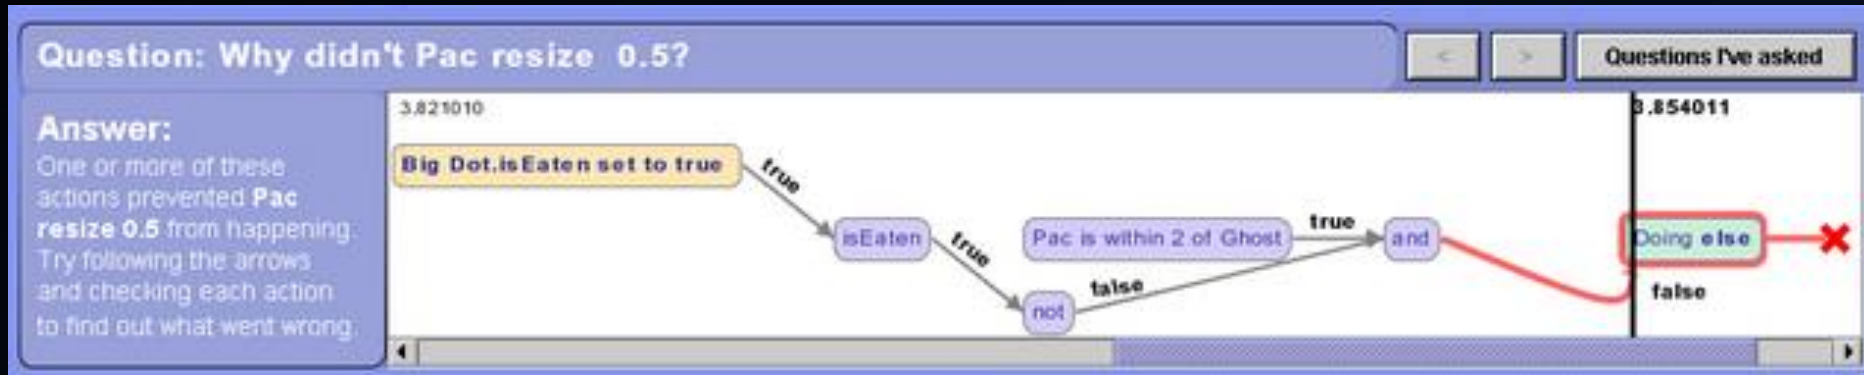 Question: Why didn't Pac resize 0.5?
<
>
Questions I've asked
Answer:
One or more of these
actions prevented Pac
resize 0.5 from happening.
Try following the arrows
and checking each action
to find out what went wrong.
3.821010
3.854011
Big Dot.isEaten set to true
true
isEaten
true
not
Pac is within 2 of Ghost
true
false
and
Doing else
false